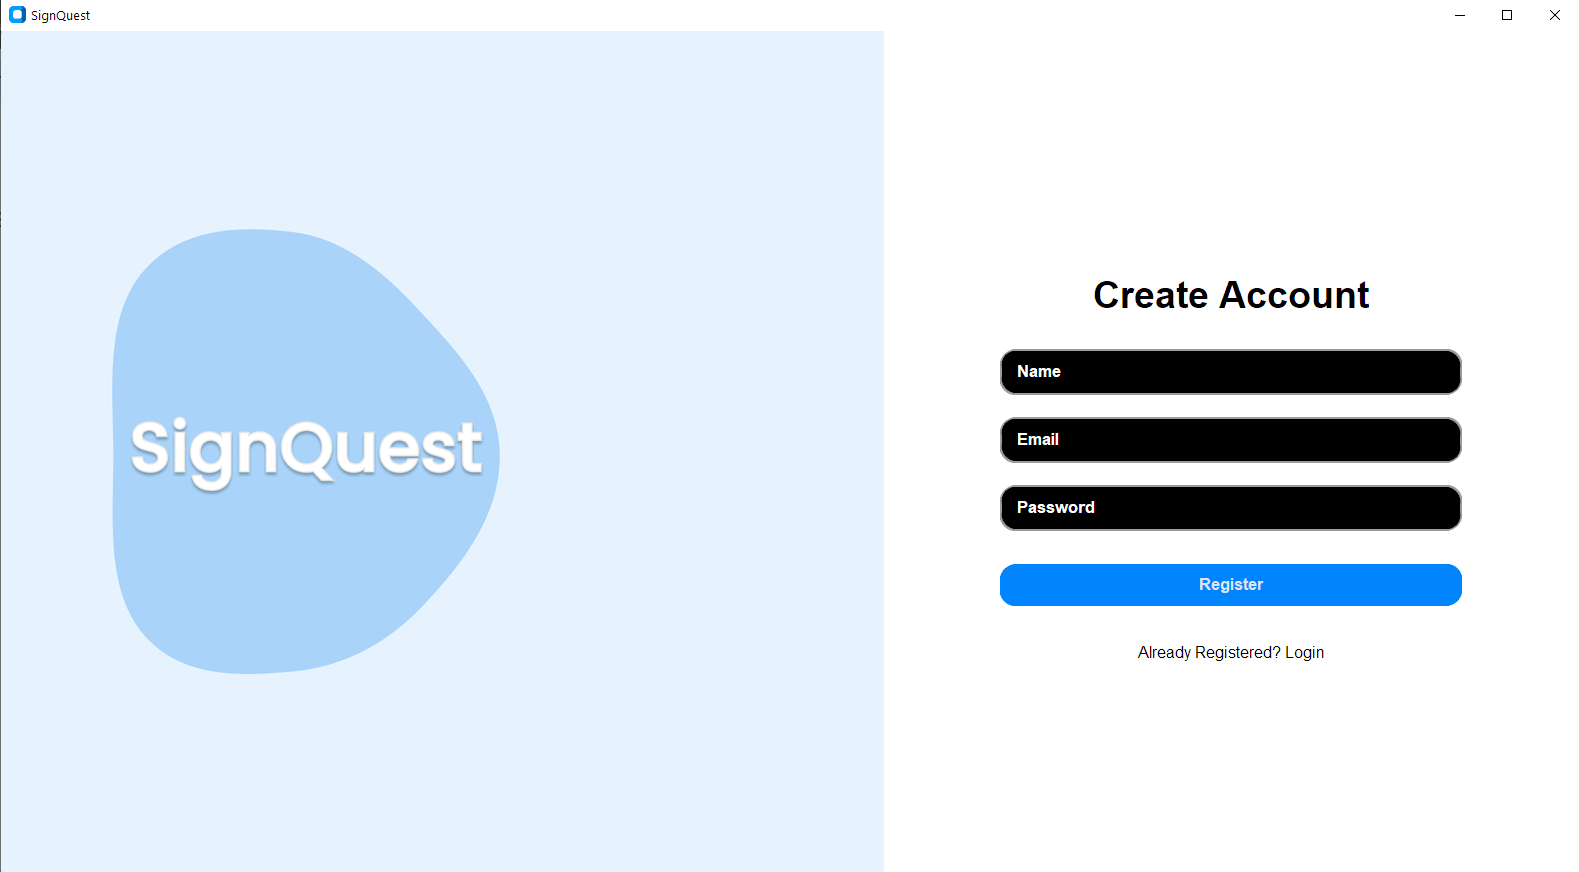 SignQuest
SignQuest
Create Account
Name
Email
Password
Register
Already Registered? Login